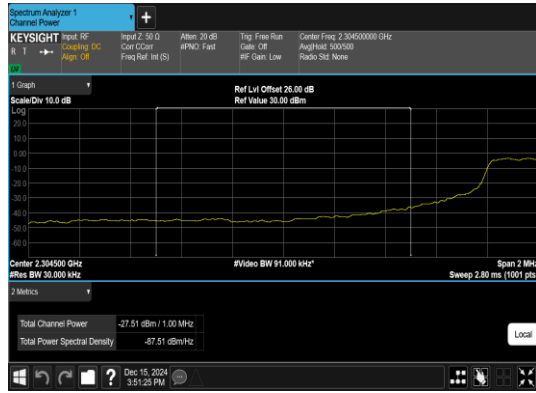 Spectrum Analyzer 1
Channel Power
+
KEYSIGHT
R T
Input: RF
Coupling: DC
Align: Off
Input Z: 50 Ω
Corr CCorr
Freq Ref: Int (S)
Atten: 20 dB
#PNO: Fast
Trig: Free Run
Gate: Off
#IF Gain: Low
Center Freq: 2.304500000 GHz
Avg|Hold: 500/500
Radio Std: None
1 Graph
Scale/Div 10.0 dB
Ref Lvl Offset 26.00 dB
Ref Value 30.00 dBm
Log
20.0
10.0
0.00
-10.0
-20.0
-30.0
-40.0
-50.0
-60.0
Center 2.304500 GHz
#Res BW 30.000 kHz
#Video BW 91.000 kHz*
Span 2 MHz
Sweep 2.80 ms (1001 pts
2 Metrics
Total Channel Power -27.51 dBm / 1.00 MHz
Total Power Spectral Density -87.51 dBm/Hz
Local
?
Dec 15, 2024
3:51:25 PM